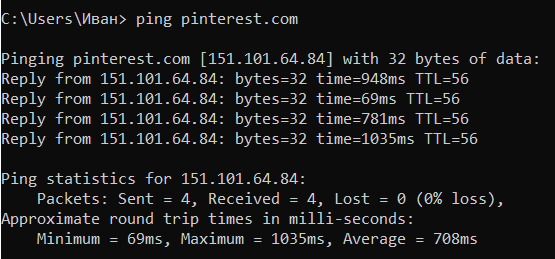 C:\Users\Иван> ping pinterest.com
Pinging pinterest.com [151.101.64.84] with 32 bytes of data:
Reply from 151.101.64.84: bytes=32 time=948ms TTL=56
Reply from 151.101.64.84: bytes=32 time=69ms TTL=56
Reply from 151.101.64.84: bytes=32 time=781ms TTL=56
Reply from 151.101.64.84: bytes=32 time=1035ms TTL=56
Ping statistics for 151.101.64.84:
Packets: Sent = 4, Received = 4, Lost = 0 (0% loss),
Approximate round trip times in milli-seconds:
Minimum = 69ms, Maximum = 1035ms, Average = 708ms